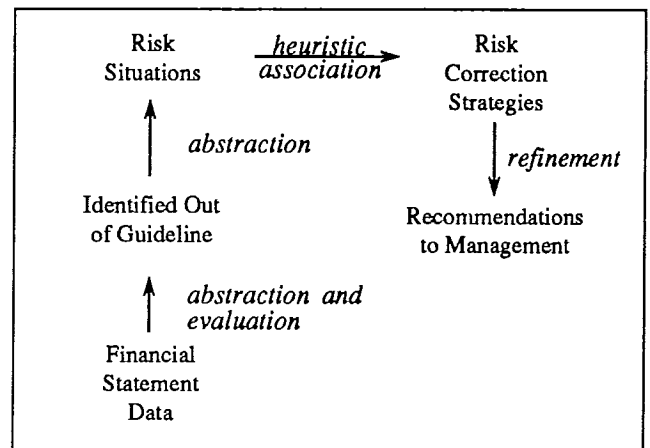 Risk
Situations
heuristic
association
Risk
Correction
Strategies
abstraction
refinement
Identified Out
of Guideline
Recommendations
to Management
abstraction and
evaluation
Financial
Statement
Data